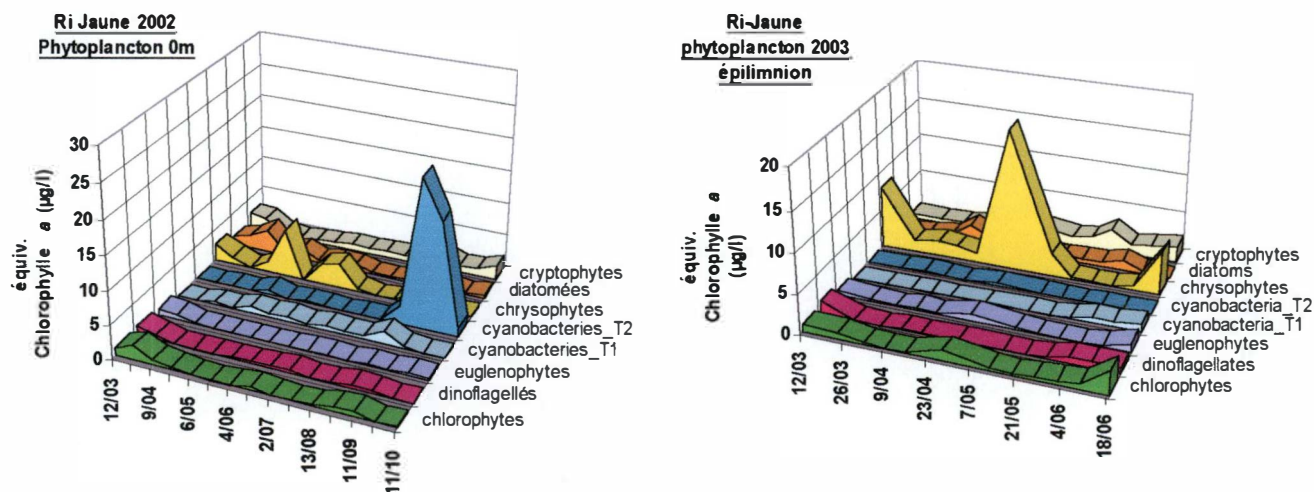 Ri Jaune 2002
Phytoplancton 0m
équiv.
Chlorophylle a (µg/l)
30
25
20
15
10
5
0
12/03
9/04
6/05
4/06
2/07
13/08
11/09
11/10
cryptophytes
diatomées
chrysophytes
cyanobacteries_T2
cyanobacteries_T1
euglenophytes
dinoflagellés
chlorophytes
Ri-Jaune
phytoplancton 2003
épilimnion
équiv.
Chlorophylle a
(µg/l)
20
15
10
5
0
12/03
26/03
9/04
23/04
7/05
21/05
4/06
18/06
cryptophytes
diatoms
chrysophytes
cyanobacteria_T2
cyanobacteria_T1
euglenophytes
dinoflagellates
chlorophytes